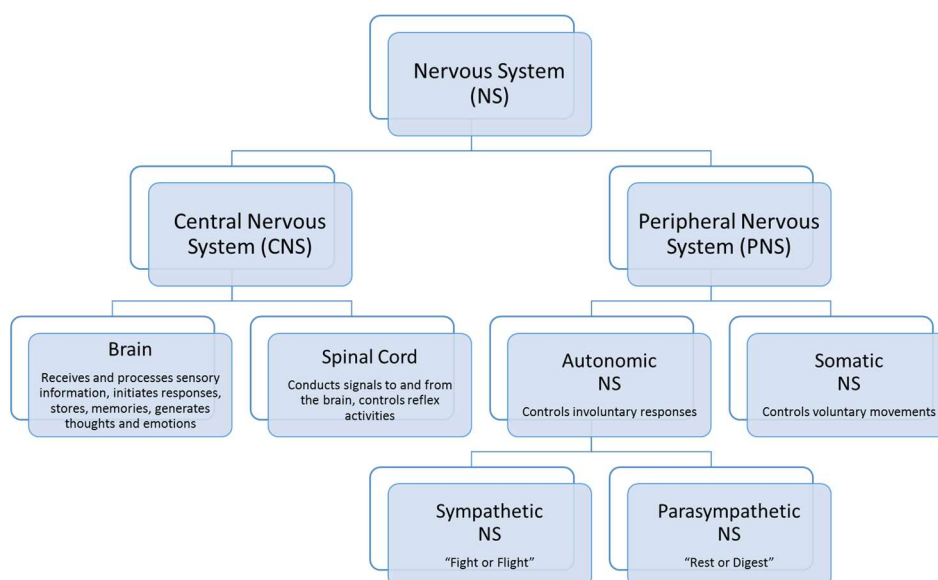 Nervous System
(NS)
Central Nervous
System (CNS)
Peripheral Nervous
System (PNS)
Brain
Receives and processes sensory
information, initiates responses,
stores, memories, generates
thoughts and emotions
Spinal Cord
Conducts signals to and from
the brain, controls reflex
activities
Autonomic
NS
Controls involuntary responses
Somatic
NS
Controls voluntary movements
Sympathetic
NS
“Fight or Flight”
Parasympathetic
NS
“Rest or Digest”